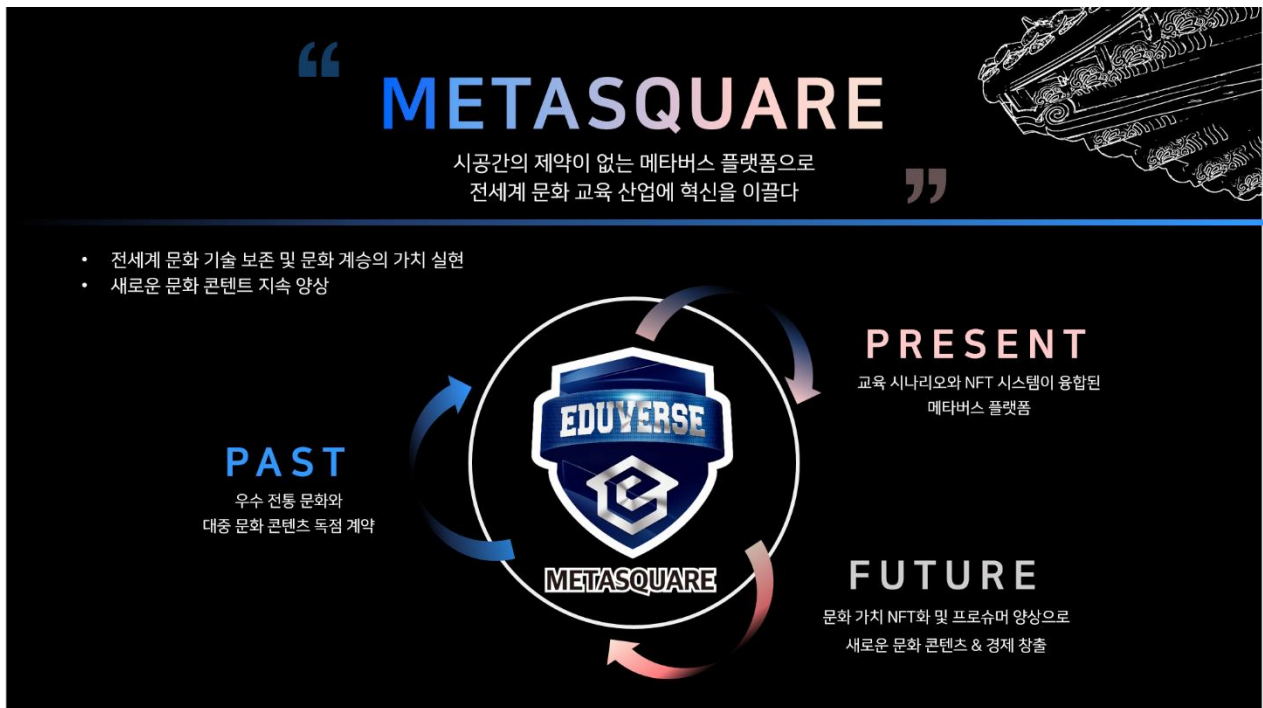 “
METASQUARE
시공간의 제약이 없는 메타버스 플랫폼으로
전세계 문화 교육 산업에 혁신을 이끌다
”
• 전세계 문화 기술 보존 및 문화 계승의 가치 실현
• 새로운 문화 콘텐트 지속 양상
PRESENT
교육 시나리오와 NFT 시스템이 융합된
메타버스 플랫폼
EDUVERSE
METASQUARE
PAST
우수 전통 문화와
대중 문화 콘텐츠 독점 계약
FUTURE
문화 가치 NFT화 및 프로슈머 양상으로
새로운 문화 콘텐츠 & 경제 창출